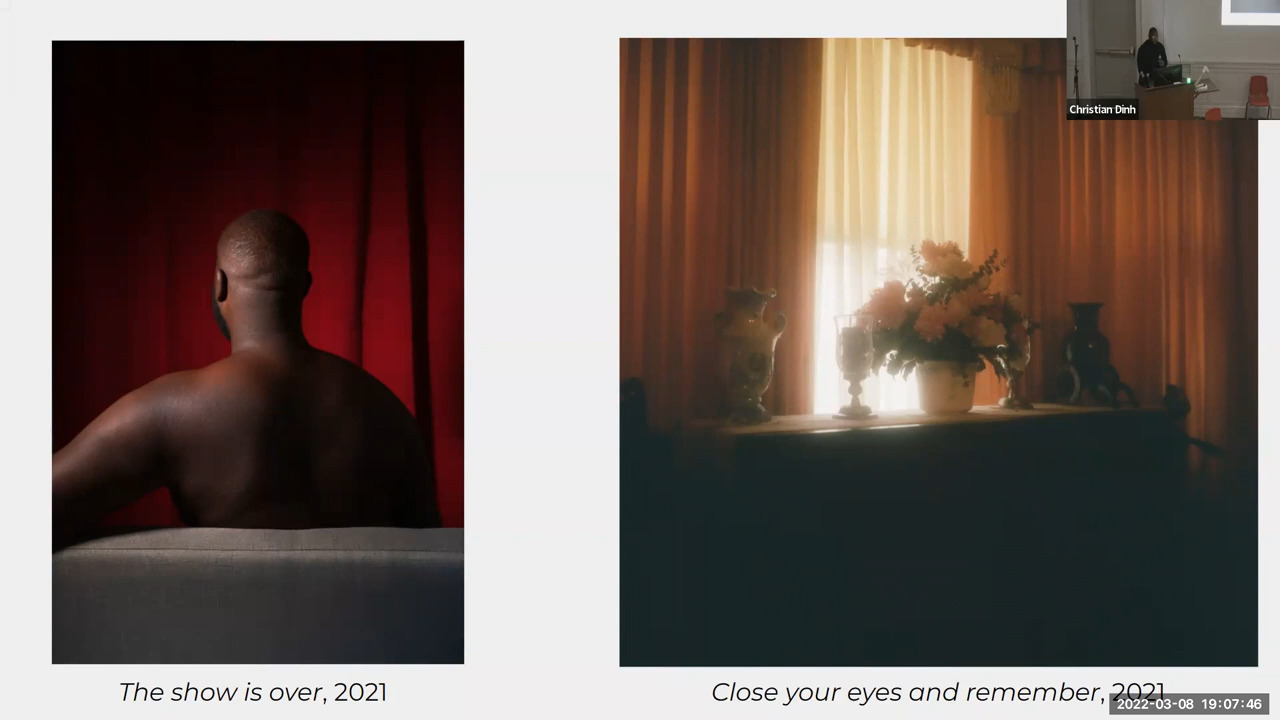 Christian Dinh
The show is over, 2021
Close your eyes and remember, 2021
2022-03-08 19:07:46